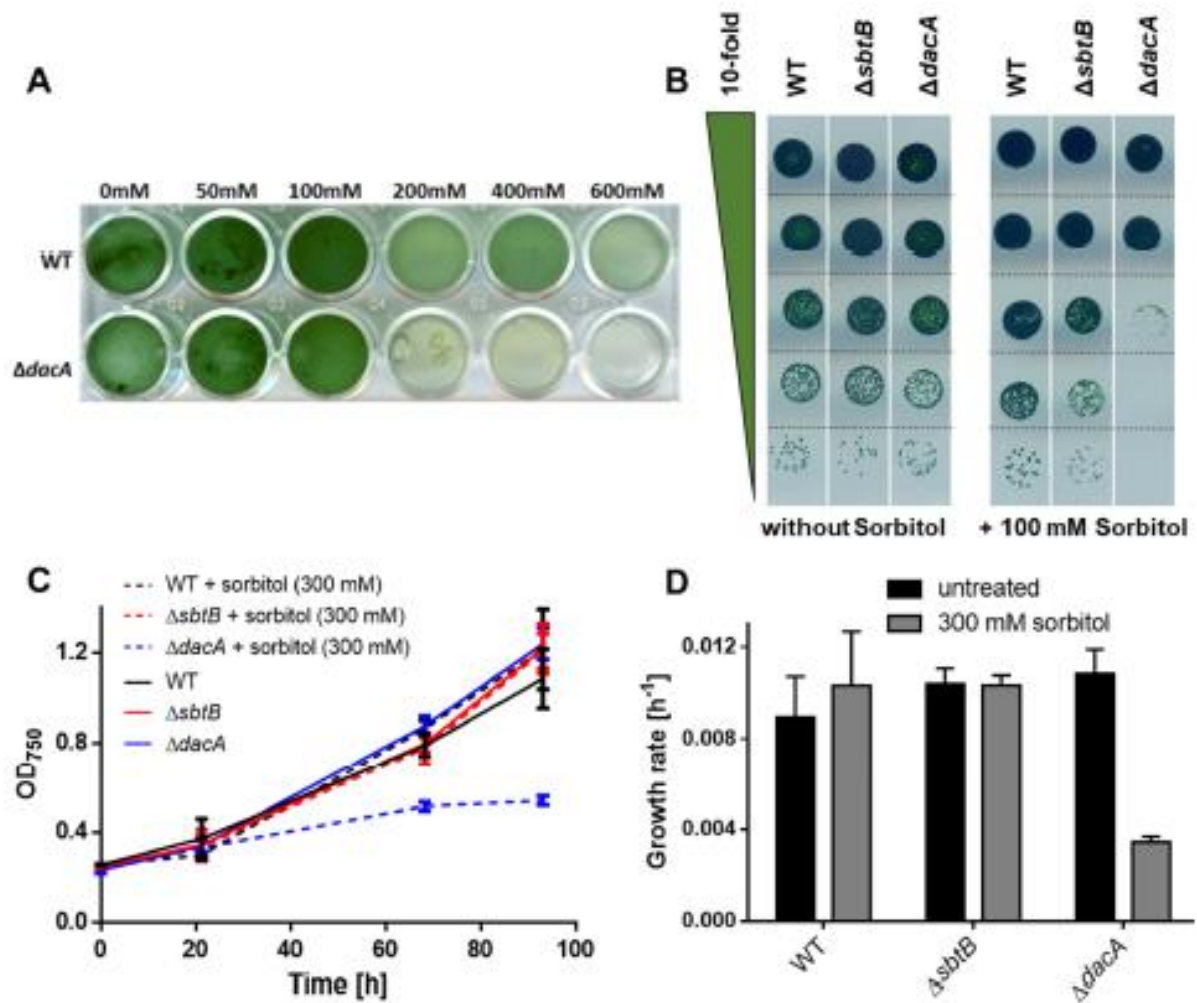 A
0mM 50mM 100mM 200mM 400mM 600mM
WT
ΔdacA
B
10-fold
WT
ΔsbtB
ΔdacA
WT
ΔsbtB
ΔdacA
without Sorbitol
+ 100 mM Sorbitol
C
WT + sorbitol (300 mM)
ΔsbtB + sorbitol (300 mM)
ΔdacA + sorbitol (300 mM)
WT
ΔsbtB
ΔdacA
OD750
1.2
0.8
0.4
0.0
0 20 40 60 80 100
Time [h]
D
untreated
300 mM sorbitol
Growth rate [h-1]
0.012
0.008
0.004
0.000
WT
ΔsbtB
ΔdacA